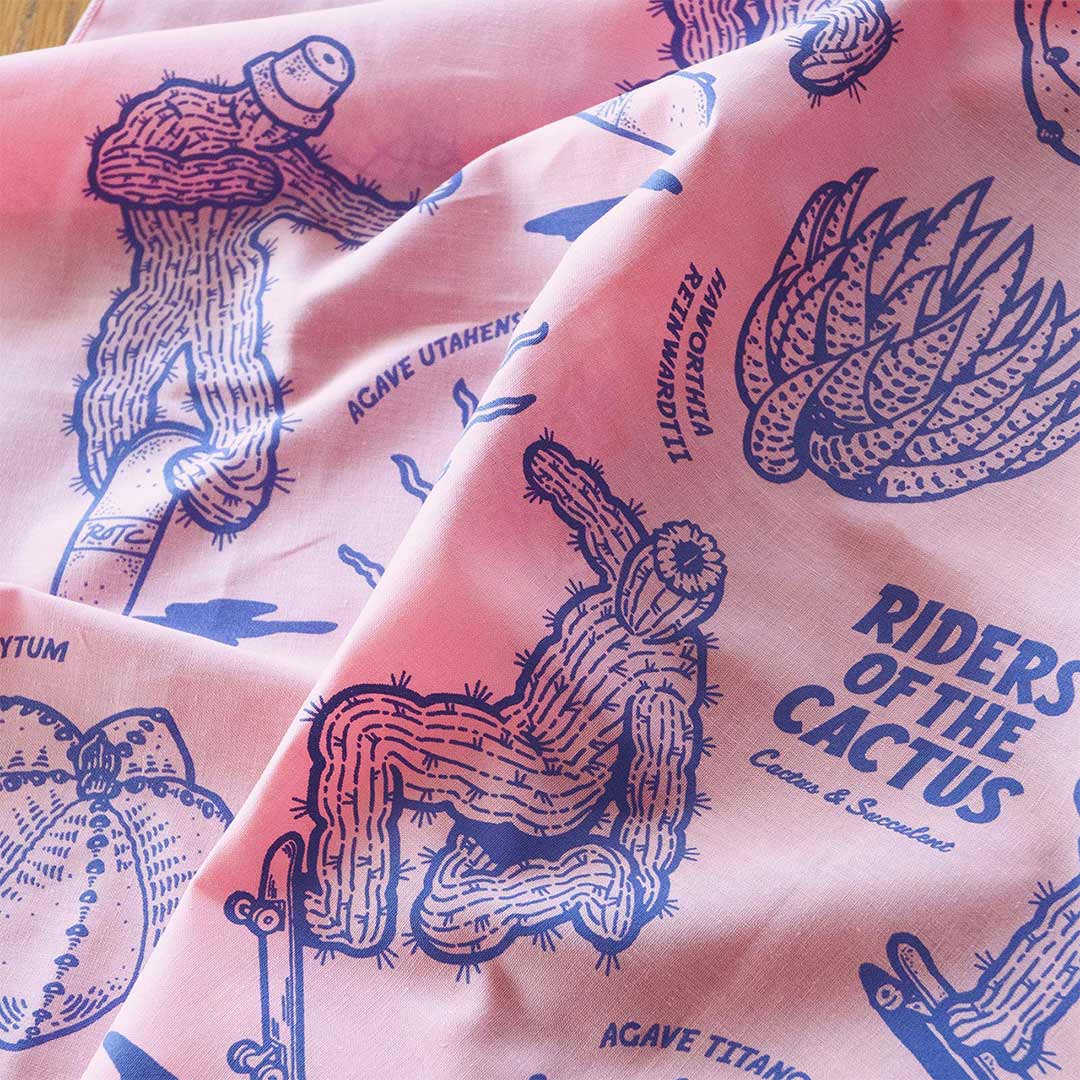 AGAVE UTAHENS
HAWORTHIA
REINWARDTII
ROTC
YTUM
RIDERS
OF THE
CACTUS
Cactus & Succulent
AGAVE TITANO